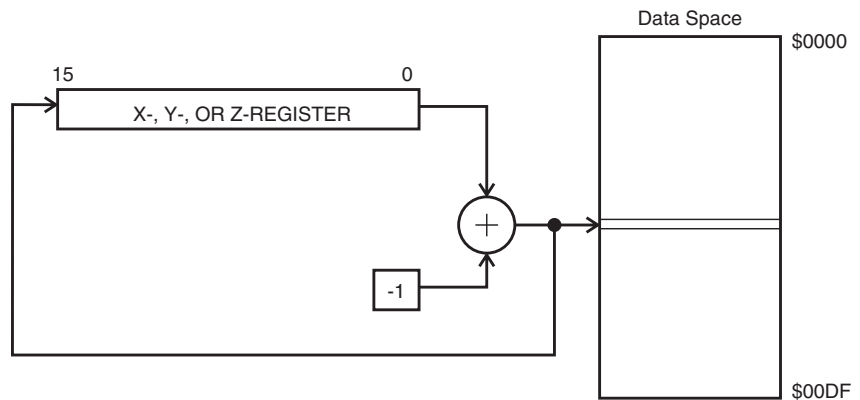 Data Space
$0000
15 0
X-, Y-, OR Z-REGISTER
+
-1
$00DF